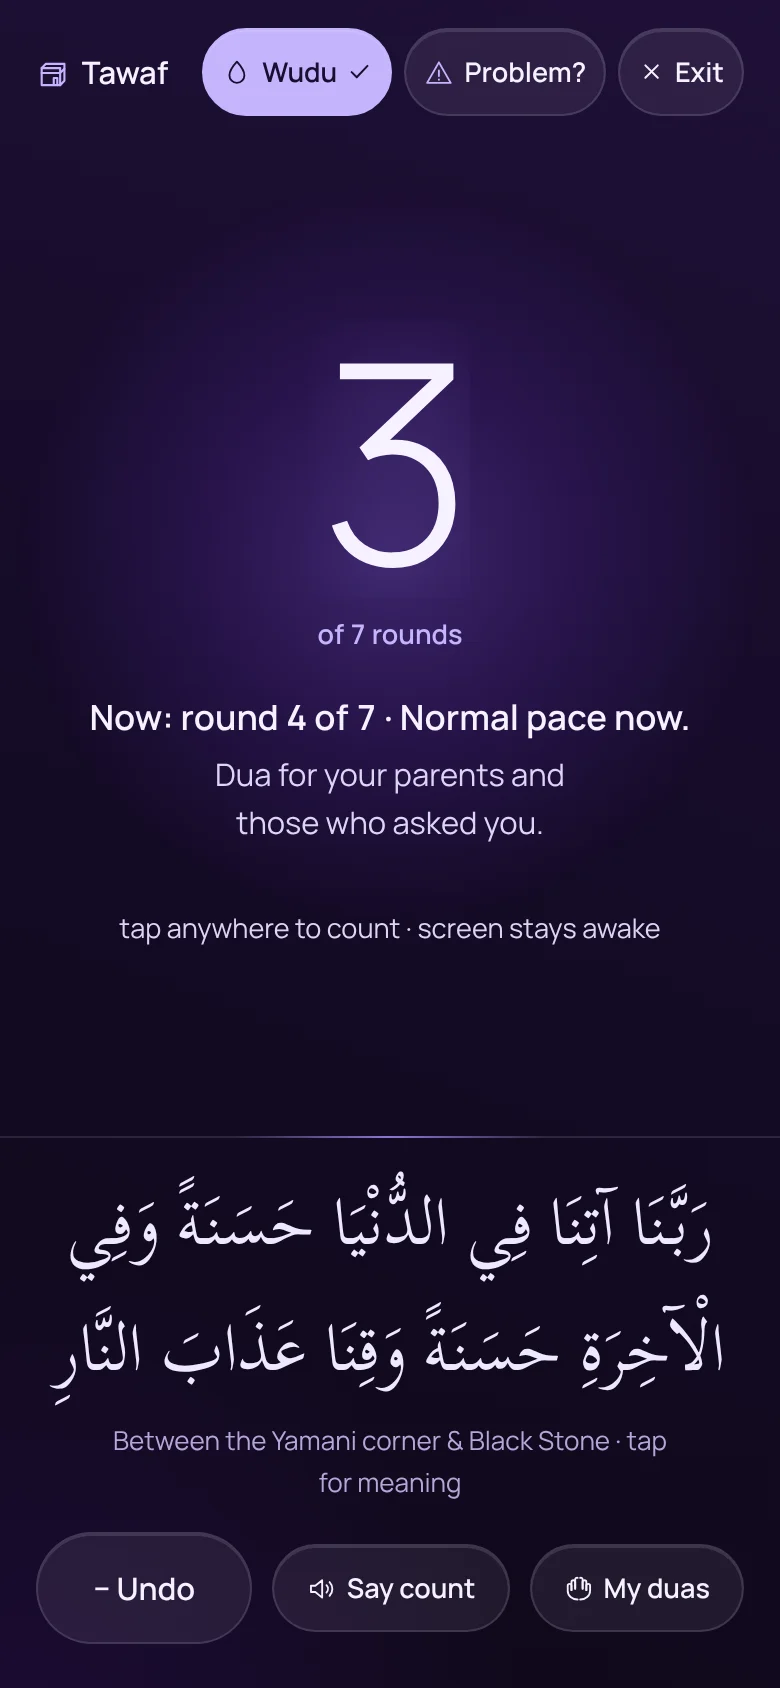 Tawaf
Wudu
Problem?
Exit
3
of 7 rounds
Now: round 4 of 7 · Normal pace now.
Dua for your parents and
those who asked you.
tap anywhere to count · screen stays awake
رَبَّنَا آتِنَا فِي الدُّنْيَا حَسَنَةً وَفِي
الْآخِرَةِ حَسَنَةً وَقِنَا عَذَابَ النَّارِ
Between the Yamani corner & Black Stone · tap
for meaning
− Undo
Say count
My duas